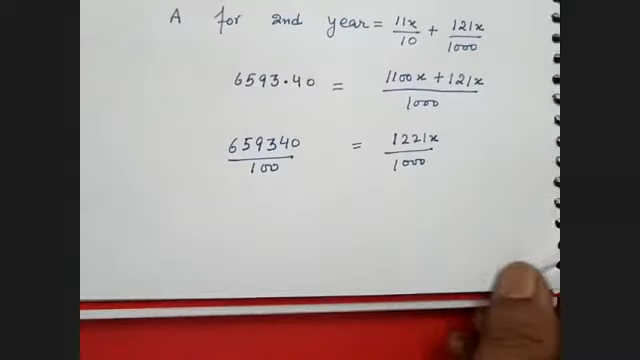 A for 2nd year = 11x/10 + 121x/1000
6593.40 = 1100x + 121x/1000
659340/100 = 1221x/1000